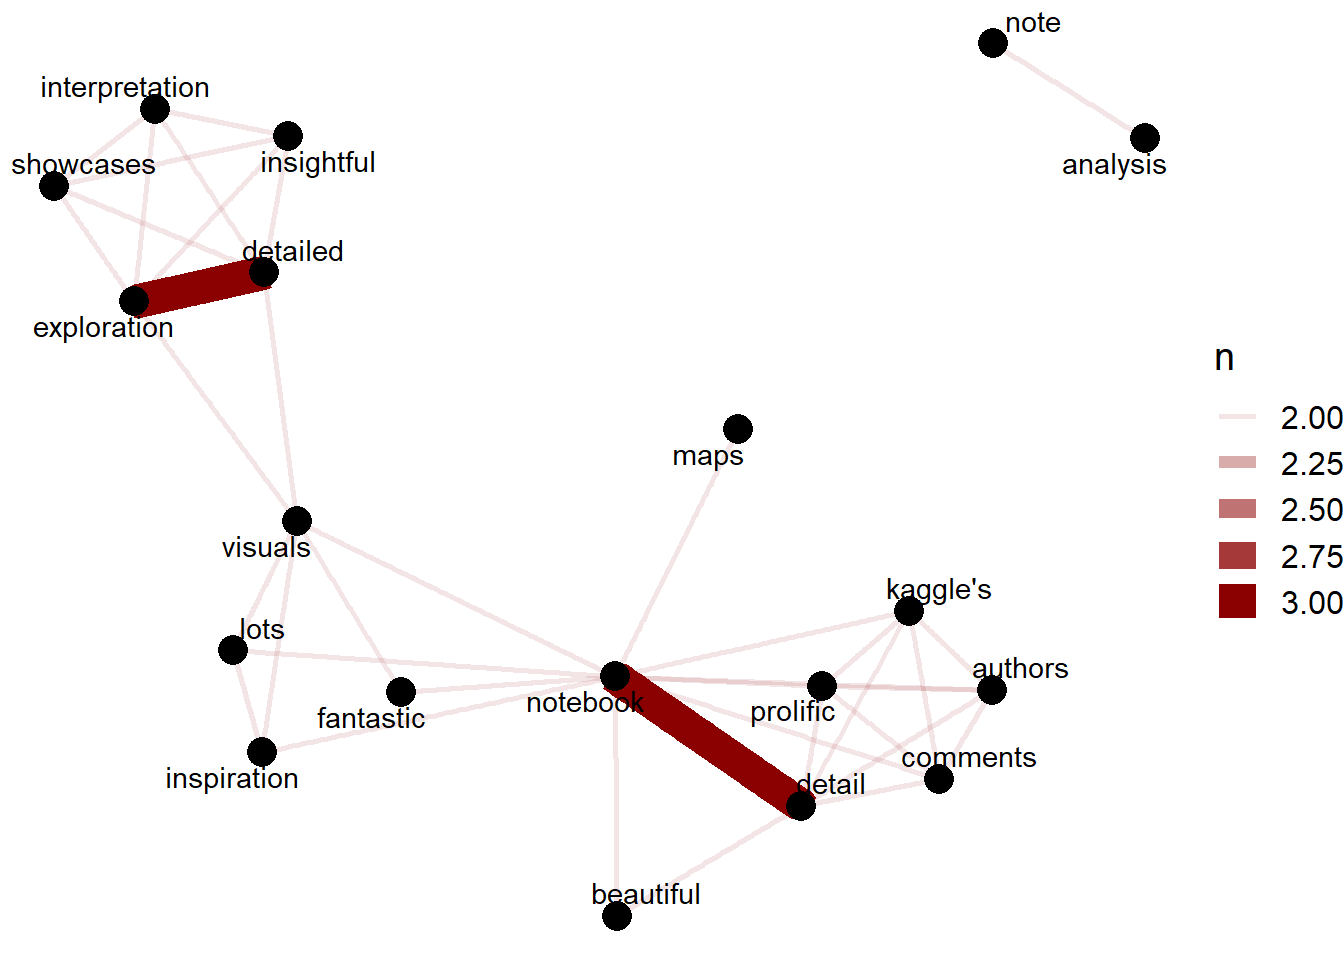 note
interpretation
insightful
showcases
analysis
detailed
exploration
n
2.00
2.25
2.50
2.75
3.00
maps
visuals
kaggle's
lots
authors
notebook
prolific
fantastic
comments
inspiration
detail
beautiful